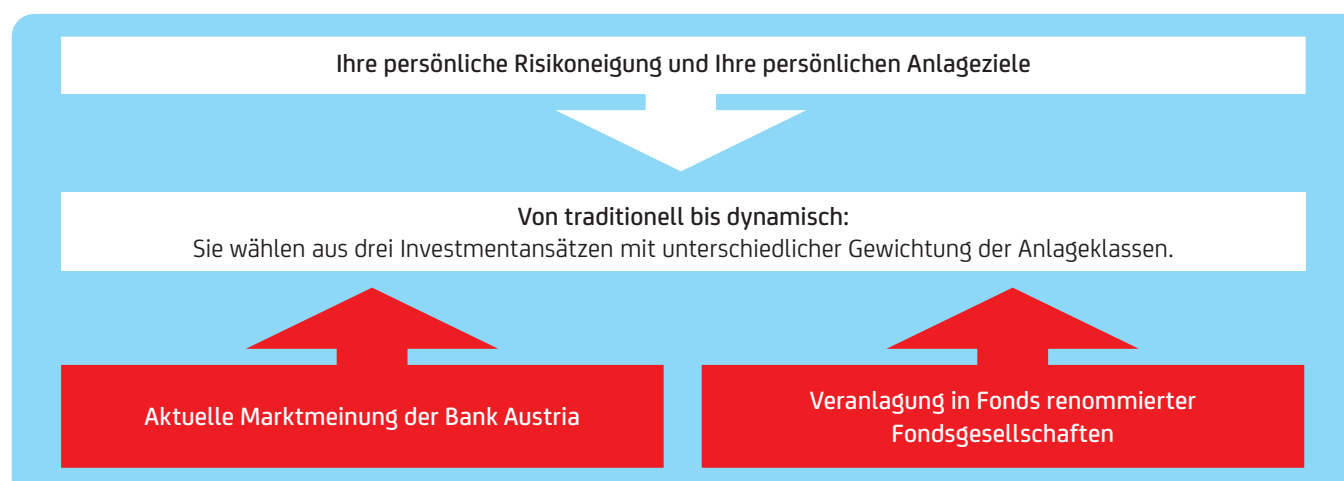 Ihre persönliche Risikoneigung und Ihre persönlichen Anlageziele
Von traditionell bis dynamisch:
Sie wählen aus drei Investmentansätzen mit unterschiedlicher Gewichtung der Anlageklassen.
Aktuelle Marktmeinung der Bank Austria
Veranlagung in Fonds renommierter
Fondsgesellschaften